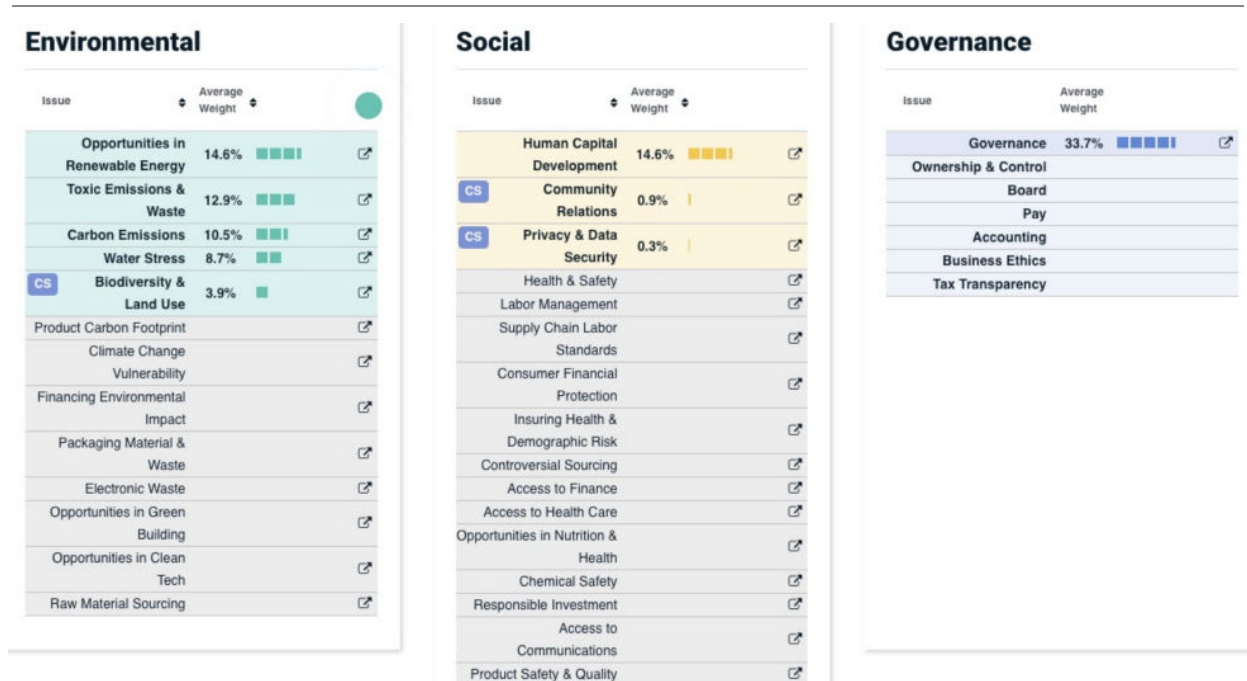 Environmental
Issue
Average
Weight
Opportunities in
Renewable Energy
14.6%
Toxic Emissions &
Waste
12.9%
Carbon Emissions 10.5%
Water Stress 8.7%
CS
Biodiversity &
Land Use
3.9%
Product Carbon Footprint
Climate Change
Vulnerability
Financing Environmental
Impact
Packaging Material &
Waste
Electronic Waste
Opportunities in Green
Building
Opportunities in Clean
Tech
Raw Material Sourcing
Social
Issue
Average
Weight
Human Capital
Development
14.6%
CS
Community
Relations
0.9%
CS
Privacy & Data
Security
0.3%
Health & Safety
Labor Management
Supply Chain Labor
Standards
Consumer Financial
Protection
Insuring Health &
Demographic Risk
Controversial Sourcing
Access to Finance
Access to Health Care
Opportunities in Nutrition &
Health
Chemical Safety
Responsible Investment
Access to
Communications
Product Safety & Quality
Governance
Issue
Average
Weight
Governance 33.7%
Ownership & Control
Board
Pay
Accounting
Business Ethics
Tax Transparency